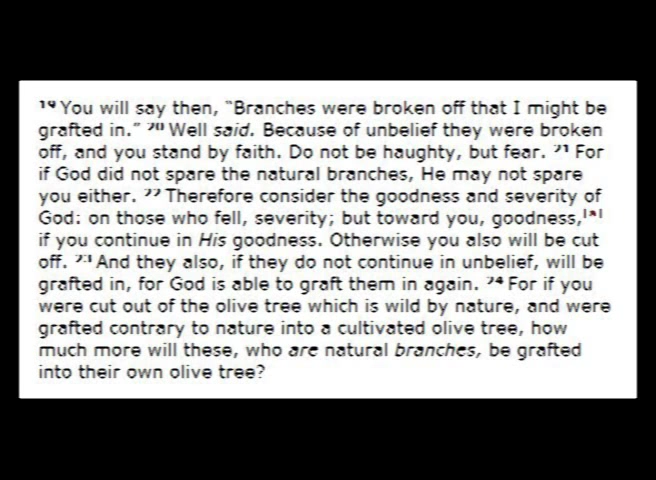 19 You will say then, "Branches were broken off that I might be
grafted in." 20 Well said. Because of unbelief they were broken
off, and you stand by faith. Do not be haughty, but fear. 21 For
if God did not spare the natural branches, He may not spare
you either. 22 Therefore consider the goodness and severity of
God: on those who fell, severity; but toward you, goodness,[a]
if you continue in His goodness. Otherwise you also will be cut
off. 23 And they also, if they do not continue in unbelief, will be
grafted in, for God is able to graft them in again. 24 For if you
were cut out of the olive tree which is wild by nature, and were
grafted contrary to nature into a cultivated olive tree, how
much more will these, who are natural branches, be grafted
into their own olive tree?